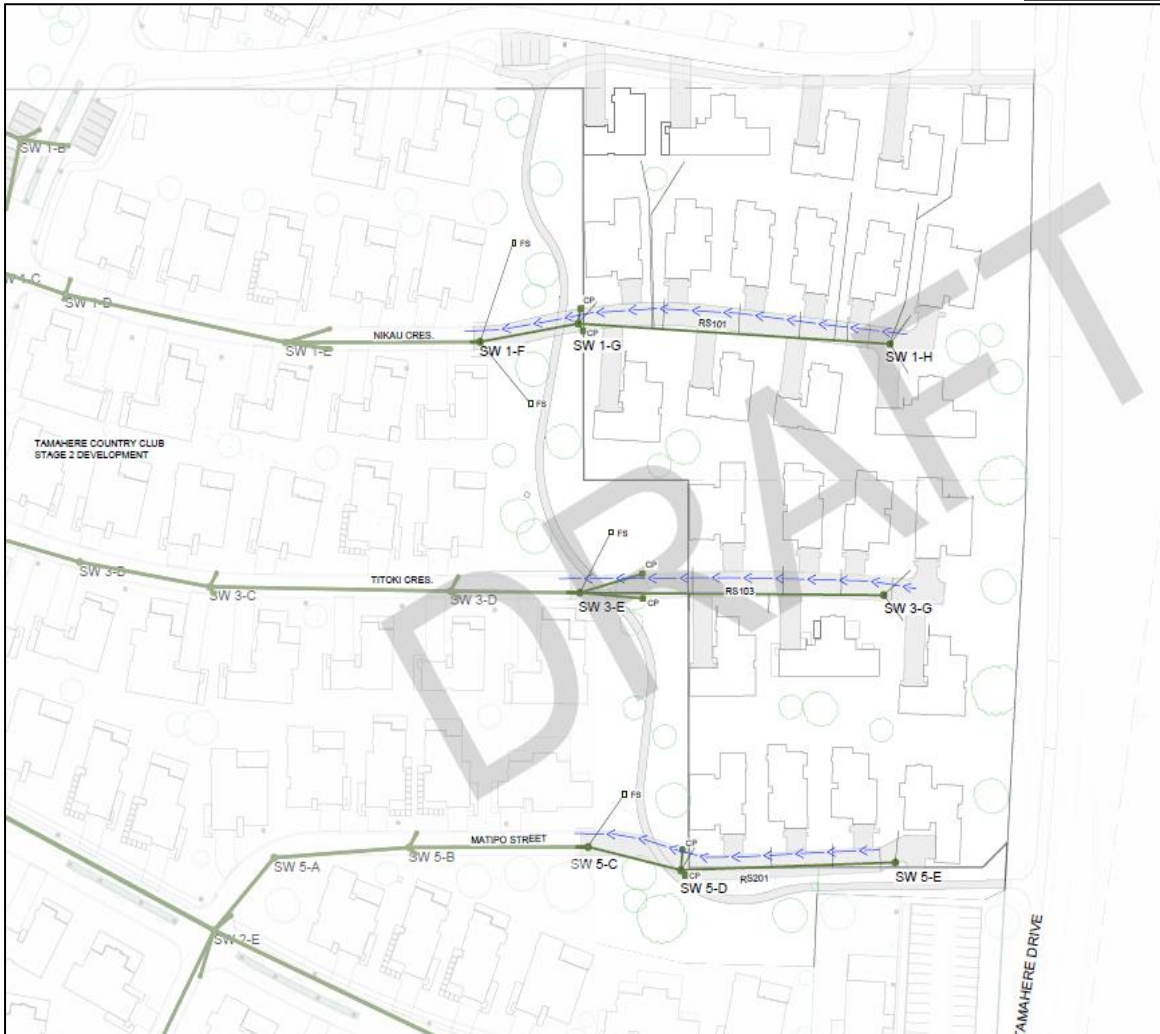 SW 1-B
FS
SW 1-D
CP
CP
RS101
NIKAU CRES.
SW 1-E
SW 1-F
SW 1-G
SW 1-H
FS
TAMAHERE COUNTRY CLUB
STAGE 2 DEVELOPMENT
DRAFT
FS
SW 3-B
CP
TITOKI CRES.
SW 3-C
SW 3-D
SW 3-E
CP
RS103
SW 3-G
FS
MATIPO STREET
CP
SW 5-A
SW 5-B
SW 5-C
SW 5-D
CP
RS201
SW 5-E
SW 2-E
TAMAHERE DRIVE